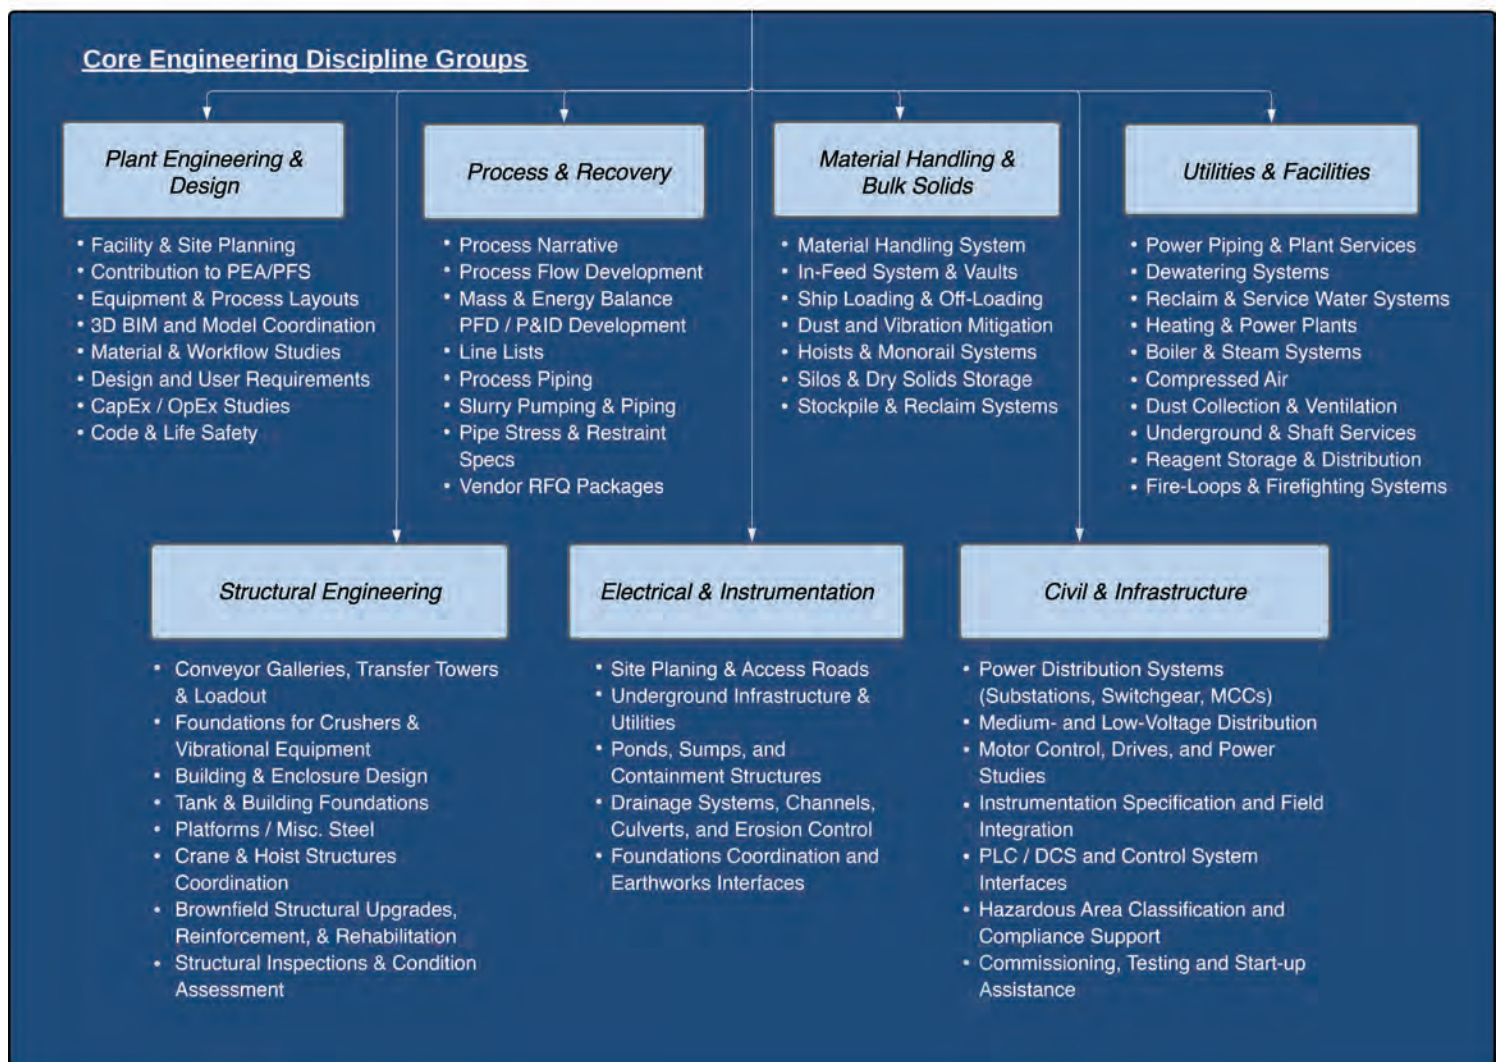 Core Engineering Discipline Groups
Plant Engineering &
Design
• Facility & Site Planning
• Contribution to PEA/PFS
• Equipment & Process Layouts
• 3D BIM and Model Coordination
• Material & Workflow Studies
• Design and User Requirements
• CapEx / OpEx Studies
• Code & Life Safety
Process & Recovery
• Process Narrative
• Process Flow Development
• Mass & Energy Balance
PFD / P&ID Development
• Line Lists
• Process Piping
• Slurry Pumping & Piping
• Pipe Stress & Restraint
Specs
• Vendor RFQ Packages
Material Handling &
Bulk Solids
• Material Handling System
• In-Feed System & Vaults
• Ship Loading & Off-Loading
• Dust and Vibration Mitigation
• Hoists & Monorail Systems
• Silos & Dry Solids Storage
• Stockpile & Reclaim Systems
Utilities & Facilities
• Power Piping & Plant Services
• Dewatering Systems
• Reclaim & Service Water Systems
• Heating & Power Plants
• Boiler & Steam Systems
• Compressed Air
• Dust Collection & Ventilation
• Underground & Shaft Services
• Reagent Storage & Distribution
• Fire-Loops & Firefighting Systems
Structural Engineering
• Conveyor Galleries, Transfer Towers
& Loadout
• Foundations for Crushers &
Vibrational Equipment
• Building & Enclosure Design
• Tank & Building Foundations
• Platforms / Misc. Steel
• Crane & Hoist Structures
Coordination
• Brownfield Structural Upgrades,
Reinforcement, & Rehabilitation
• Structural Inspections & Condition
Assessment
Electrical & Instrumentation
• Site Planing & Access Roads
• Underground Infrastructure &
Utilities
• Ponds, Sumps, and
Containment Structures
• Drainage Systems, Channels,
Culverts, and Erosion Control
• Foundations Coordination and
Earthworks Interfaces
Civil & Infrastructure
• Power Distribution Systems
(Substations, Switchgear, MCCs)
• Medium- and Low-Voltage Distribution
• Motor Control, Drives, and Power
Studies
• Instrumentation Specification and Field
Integration
• PLC / DCS and Control System
Interfaces
• Hazardous Area Classification and
Compliance Support
• Commissioning, Testing and Start-up
Assistance